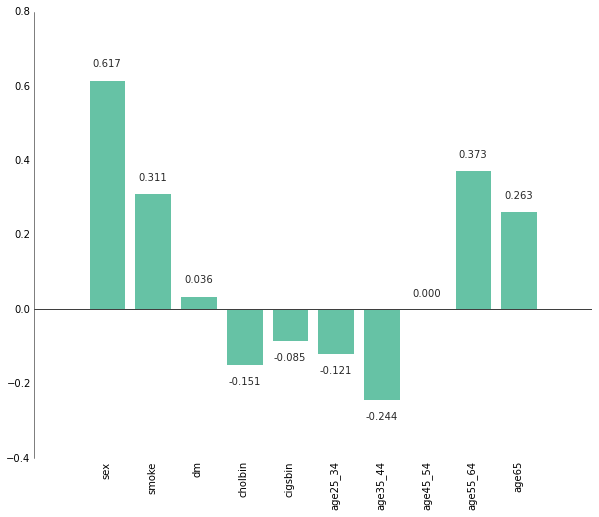 0.8
0.6
0.4
0.2
0.0
−0.2
−0.4
0.617
0.311
0.036
-0.151
-0.085
-0.121
-0.244
0.000
0.373
0.263
sex
smoke
dm
cholbin
cigsbin
age25_34
age35_44
age45_54
age55_64
age65